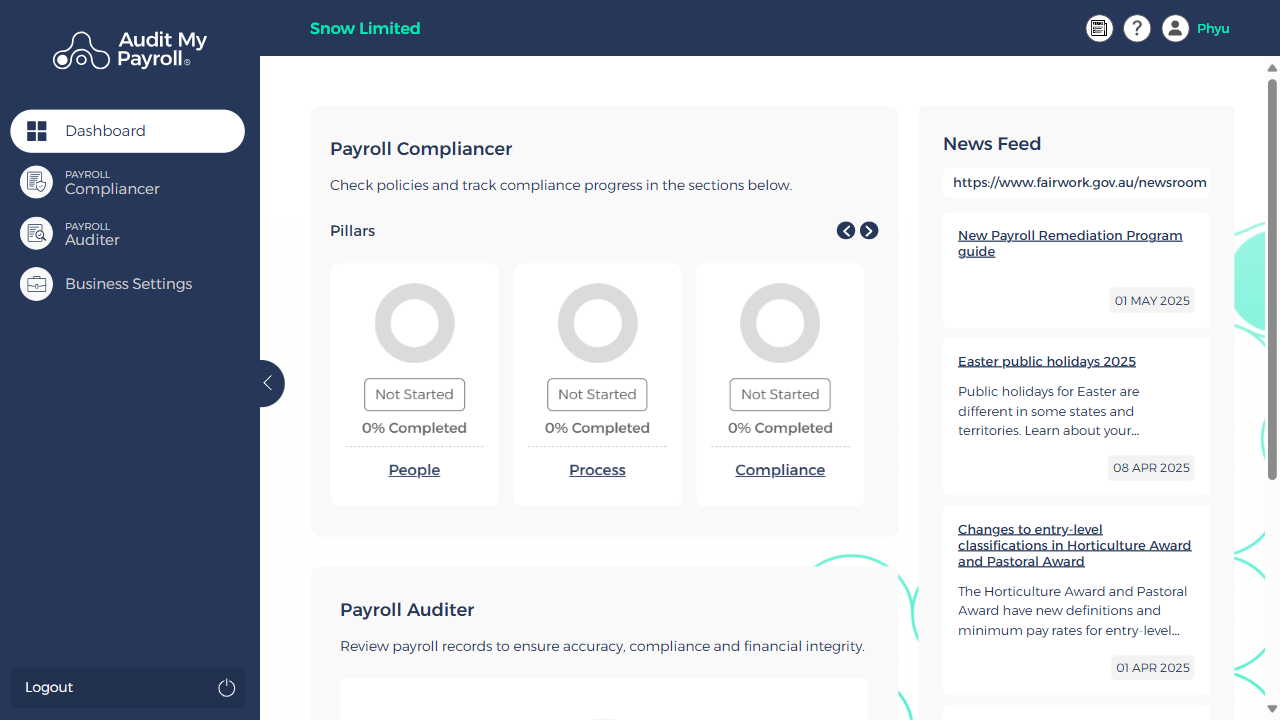 Audit My
Payroll®
Snow Limited
Phyu
Dashboard
PAYROLL
Compliancer
PAYROLL
Auditer
Business Settings
Logout
Payroll Compliancer
Check policies and track compliance progress in the sections below.
Pillars
Not Started
0% Completed
People
Not Started
0% Completed
Process
Not Started
0% Completed
Compliance
Payroll Auditer
Review payroll records to ensure accuracy, compliance and financial integrity.
News Feed
https://www.fairwork.gov.au/newsroom
New Payroll Remediation Program
guide
01 MAY 2025
Easter public holidays 2025
Public holidays for Easter are
different in some states and
territories. Learn about your...
08 APR 2025
Changes to entry-level
classifications in Horticulture Award
and Pastoral Award
The Horticulture Award and Pastoral
Award have new definitions and
minimum pay rates for entry-level...
01 APR 2025